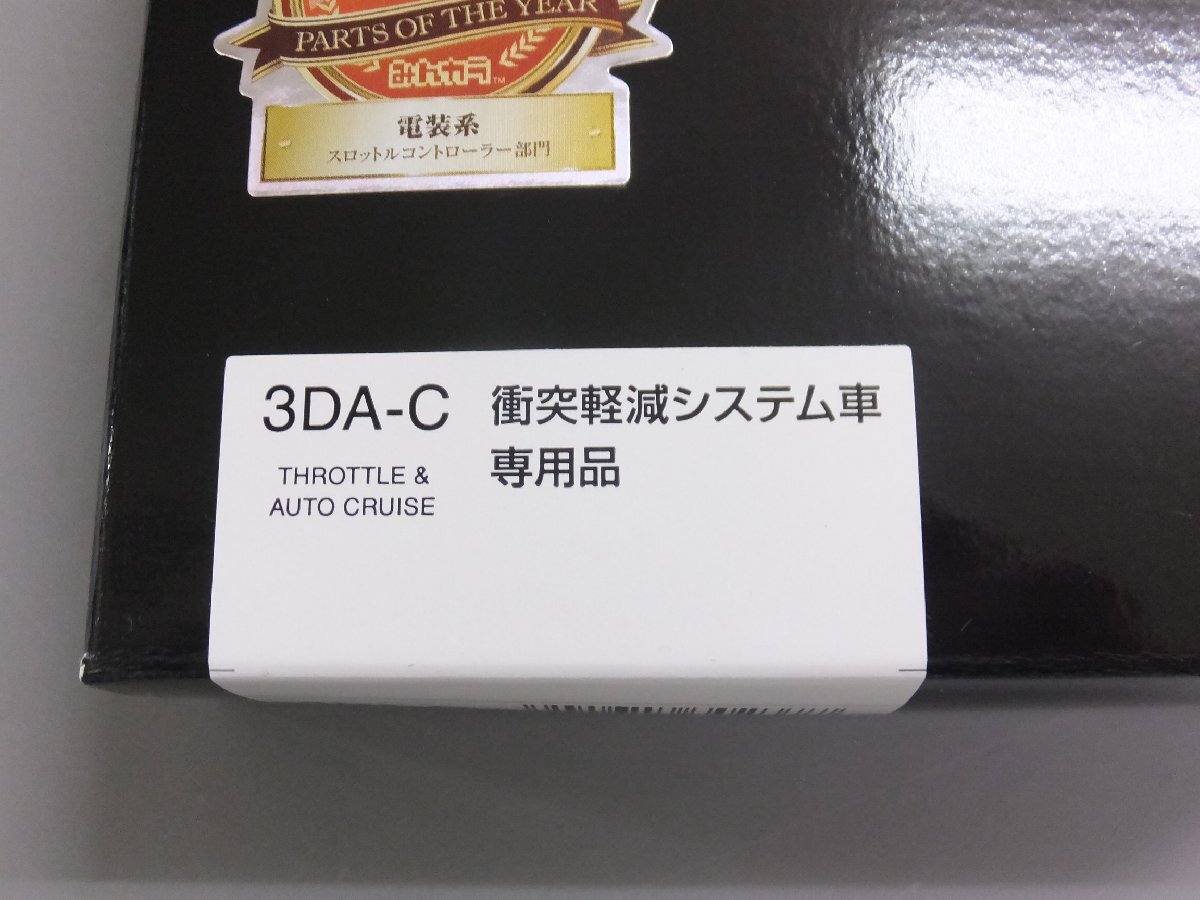 PARTS OF THE YEAR
みんカラ™
電装系
スロットルコントローラー部門
3DA-C 衝突軽減システム車
専用品
THROTTLE &
AUTO CRUISE